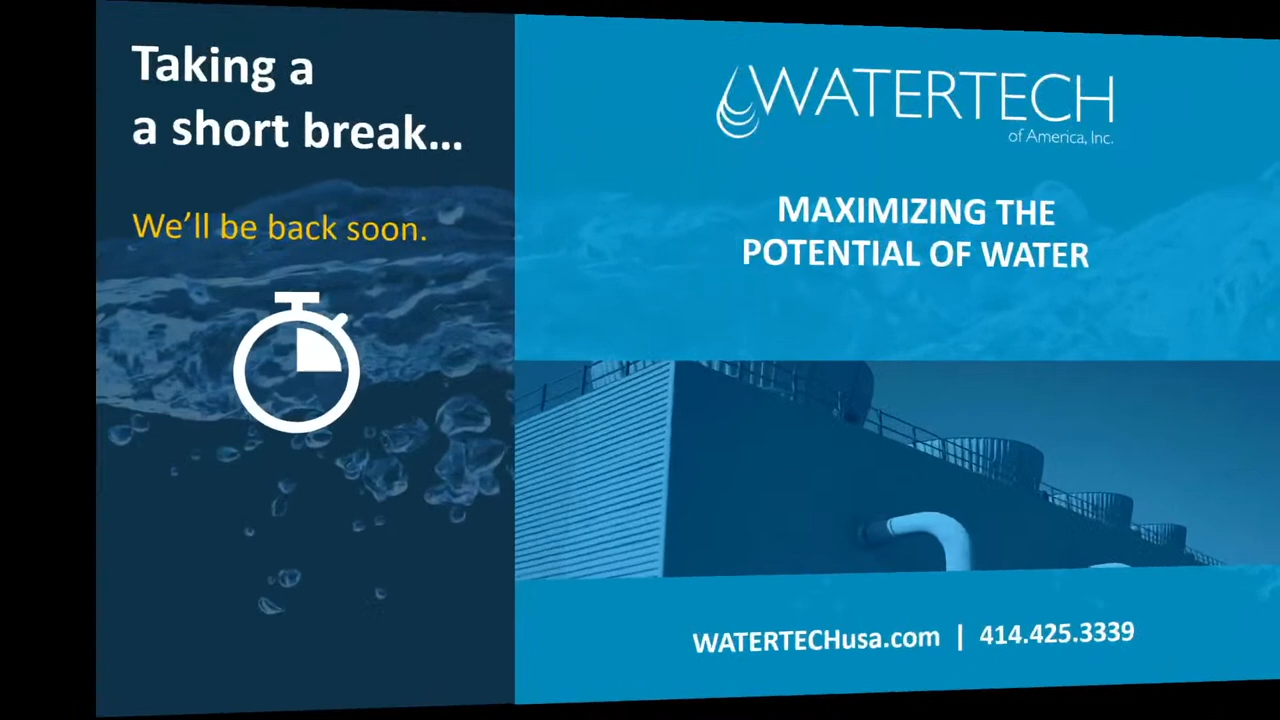 Taking a
a short break...
We'll be back soon.
WATERTECH
of America, Inc.
MAXIMIZING THE
POTENTIAL OF WATER
WATERTECHusa.com | 414.425.3339